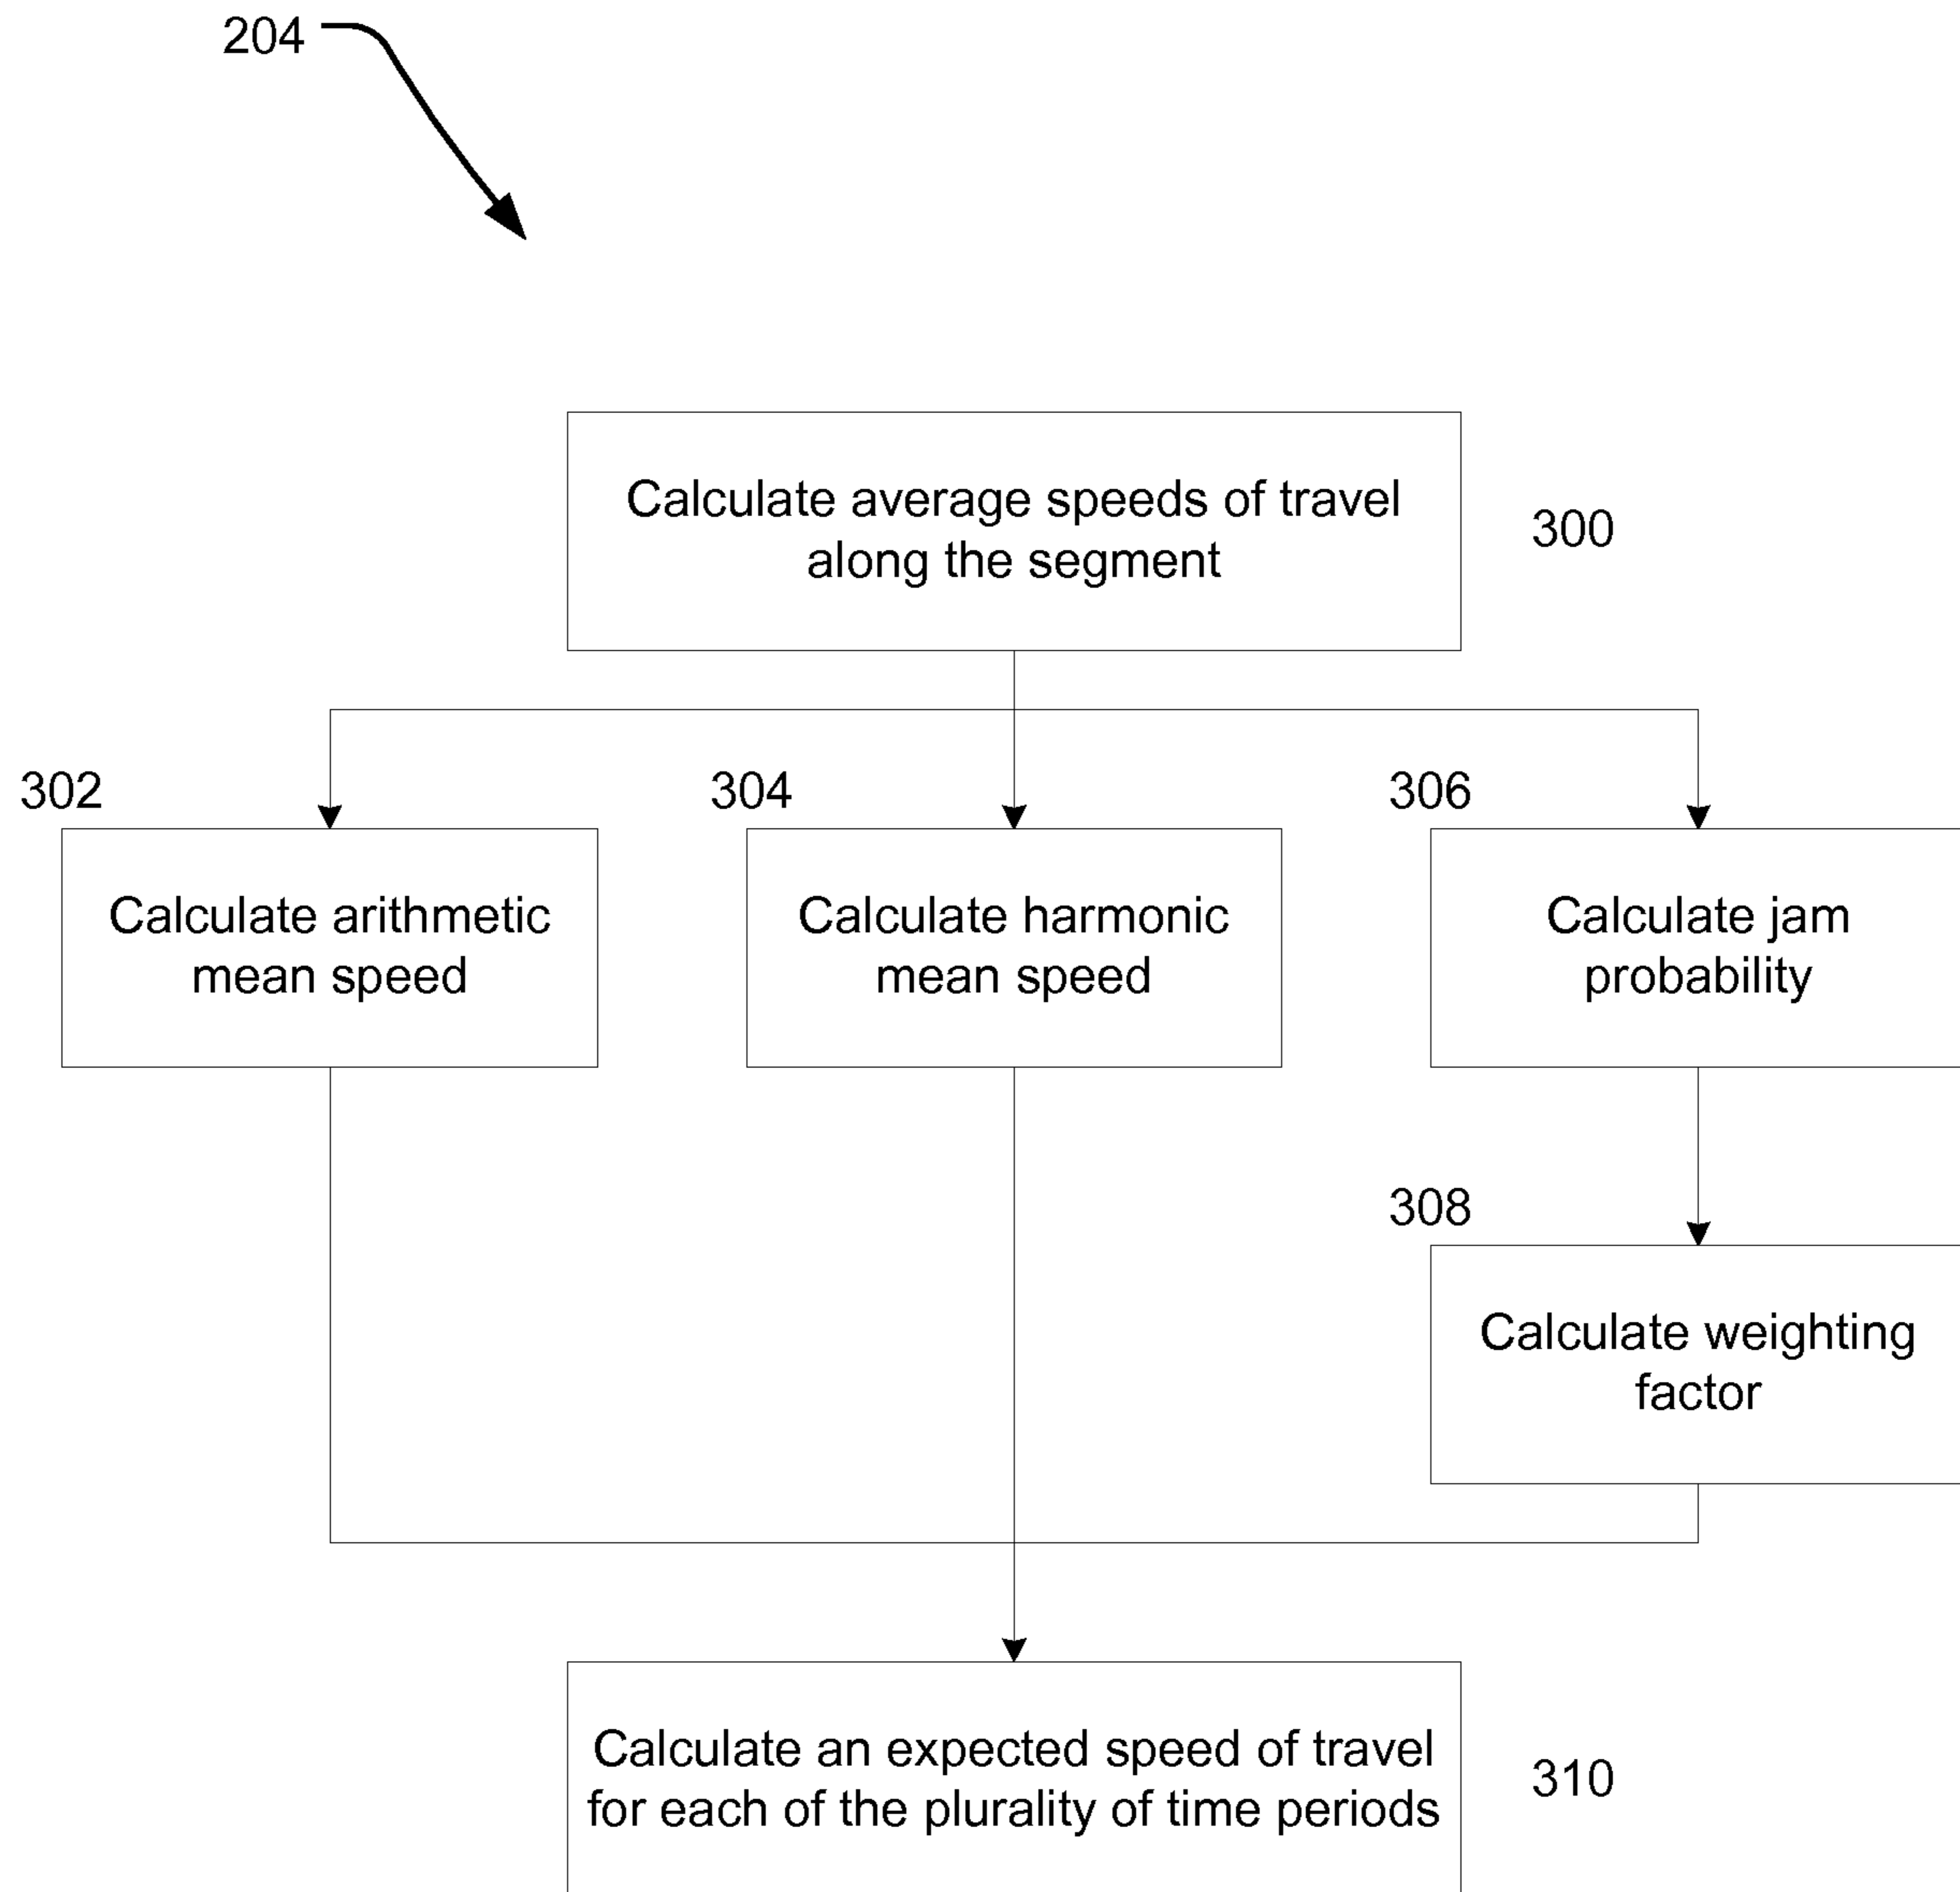 204
Calculate average speeds of travel
along the segment
300
302
304
306
Calculate arithmetic
mean speed
Calculate harmonic
mean speed
Calculate jam
probability
308
Calculate weighting
factor
Calculate an expected speed of travel
for each of the plurality of time periods
310